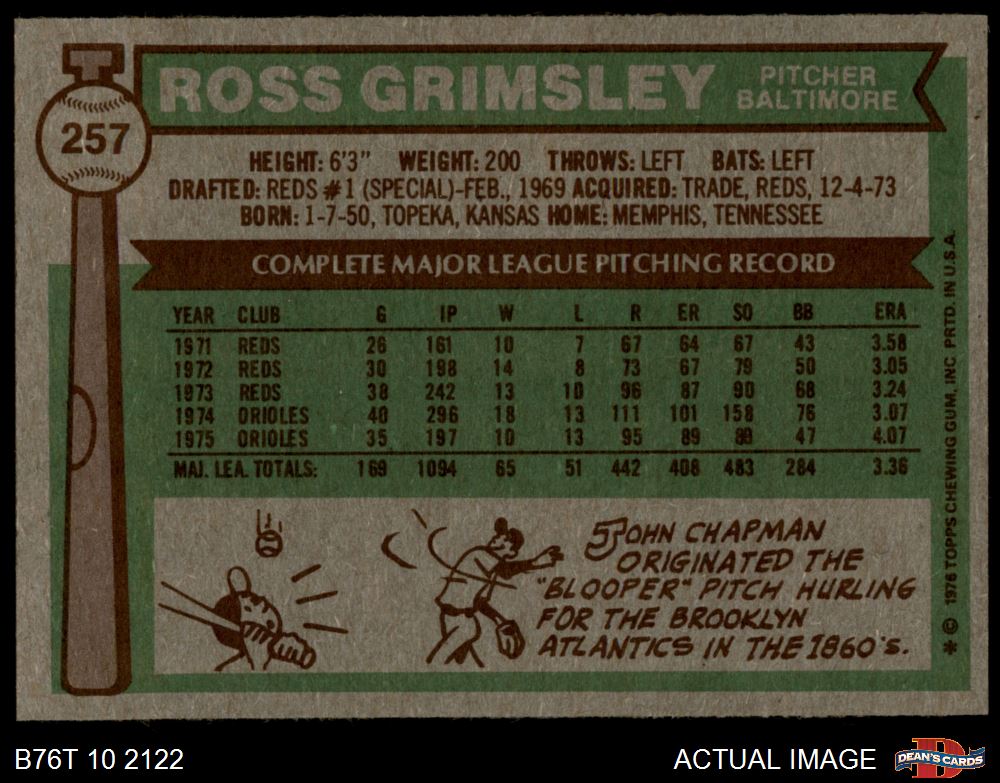 257
ROSS GRIMSLEY
PITCHER
BALTIMORE
HEIGHT: 6'3" WEIGHT: 200 THROWS: LEFT BATS: LEFT
DRAFTED: REDS #1 (SPECIAL)-FEB., 1969 ACQUIRED: TRADE, REDS, 12-4-73
BORN: 1-7-50, TOPEKA, KANSAS HOME: MEMPHIS, TENNESSEE
COMPLETE MAJOR LEAGUE PITCHING RECORD
YEAR CLUB G IP W L R ER SO BB ERA
1971 REDS 26 161 10 7 67 64 67 43 3.58
1972 REDS 30 198 14 8 73 67 79 50 3.05
1973 REDS 38 242 13 10 96 87 90 68 3.24
1974 ORIOLES 40 296 18 13 111 101 158 76 3.07
1975 ORIOLES 35 197 10 13 95 89 89 47 4.07
MAJ. LEA. TOTALS: 169 1094 65 51 442 408 483 284 3.36
JOHN CHAPMAN
ORIGINATED THE
"BLOOPER" PITCH HURLING
FOR THE BROOKLYN
ATLANTICS IN THE 1860's.
* © 1976 TOPPS CHEWING GUM, INC PRTD. IN U.S.A.
B76T 10 2122
ACTUAL IMAGE
D
DEAN'S CARDS